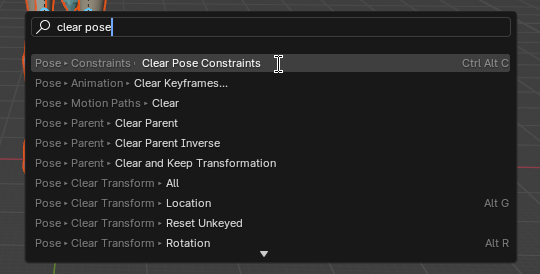 clear pose
Pose ▸ Constraints ▸ Clear Pose Constraints Ctrl Alt C
Pose ▸ Animation ▸ Clear Keyframes...
Pose ▸ Motion Paths ▸ Clear
Pose ▸ Parent ▸ Clear Parent
Pose ▸ Parent ▸ Clear Parent Inverse
Pose ▸ Parent ▸ Clear and Keep Transformation
Pose ▸ Clear Transform ▸ All
Pose ▸ Clear Transform ▸ Location Alt G
Pose ▸ Clear Transform ▸ Reset Unkeyed
Pose ▸ Clear Transform ▸ Rotation Alt R